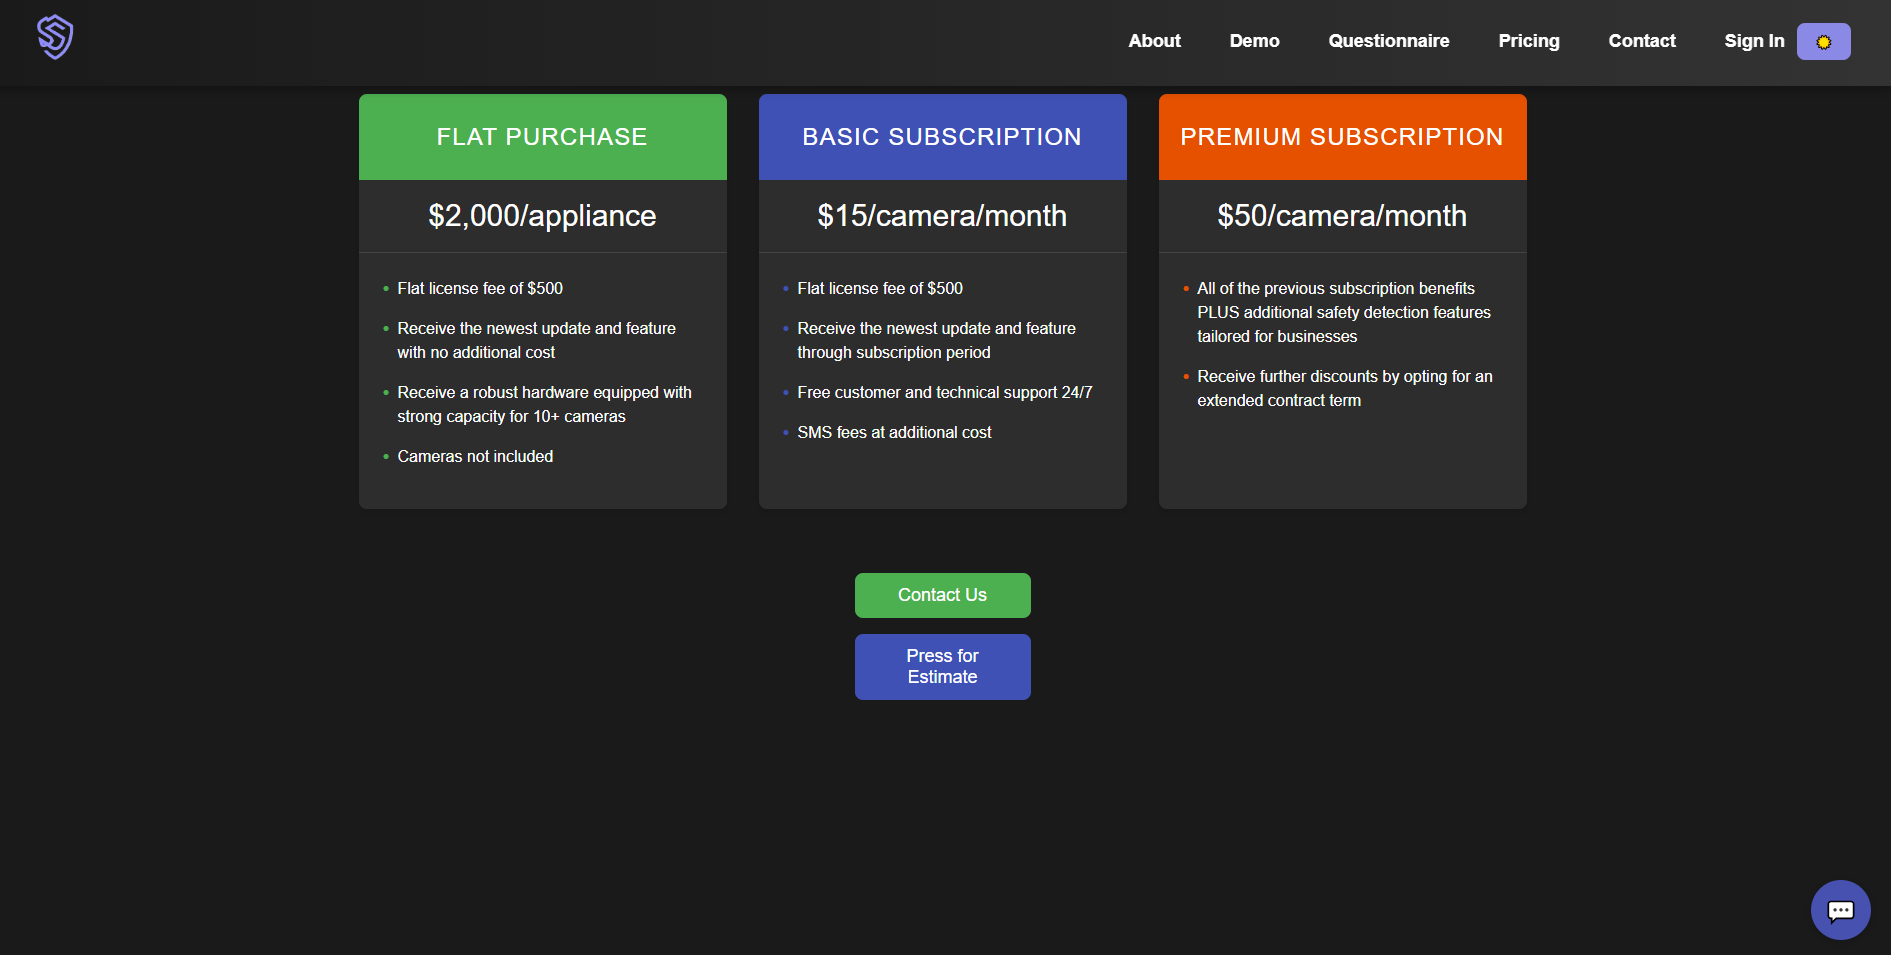 About Demo Questionnaire Pricing Contact Sign In
FLAT PURCHASE
$2,000/appliance
• Flat license fee of $500
• Receive the newest update and feature
with no additional cost
• Receive a robust hardware equipped with
strong capacity for 10+ cameras
• Cameras not included
BASIC SUBSCRIPTION
$15/camera/month
• Flat license fee of $500
• Receive the newest update and feature
through subscription period
• Free customer and technical support 24/7
• SMS fees at additional cost
PREMIUM SUBSCRIPTION
$50/camera/month
• All of the previous subscription benefits
PLUS additional safety detection features
tailored for businesses
• Receive further discounts by opting for an
extended contract term
Contact Us
Press for
Estimate